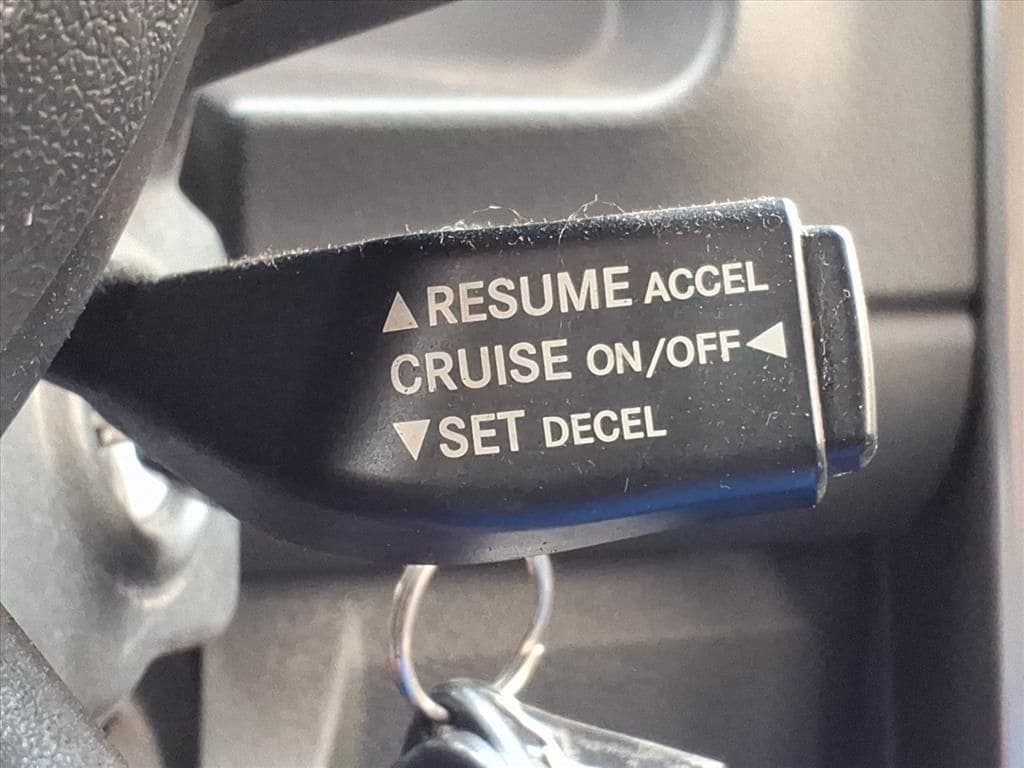 ▲RESUME ACCEL
CRUISE ON/OFF◀
▼SET DECEL